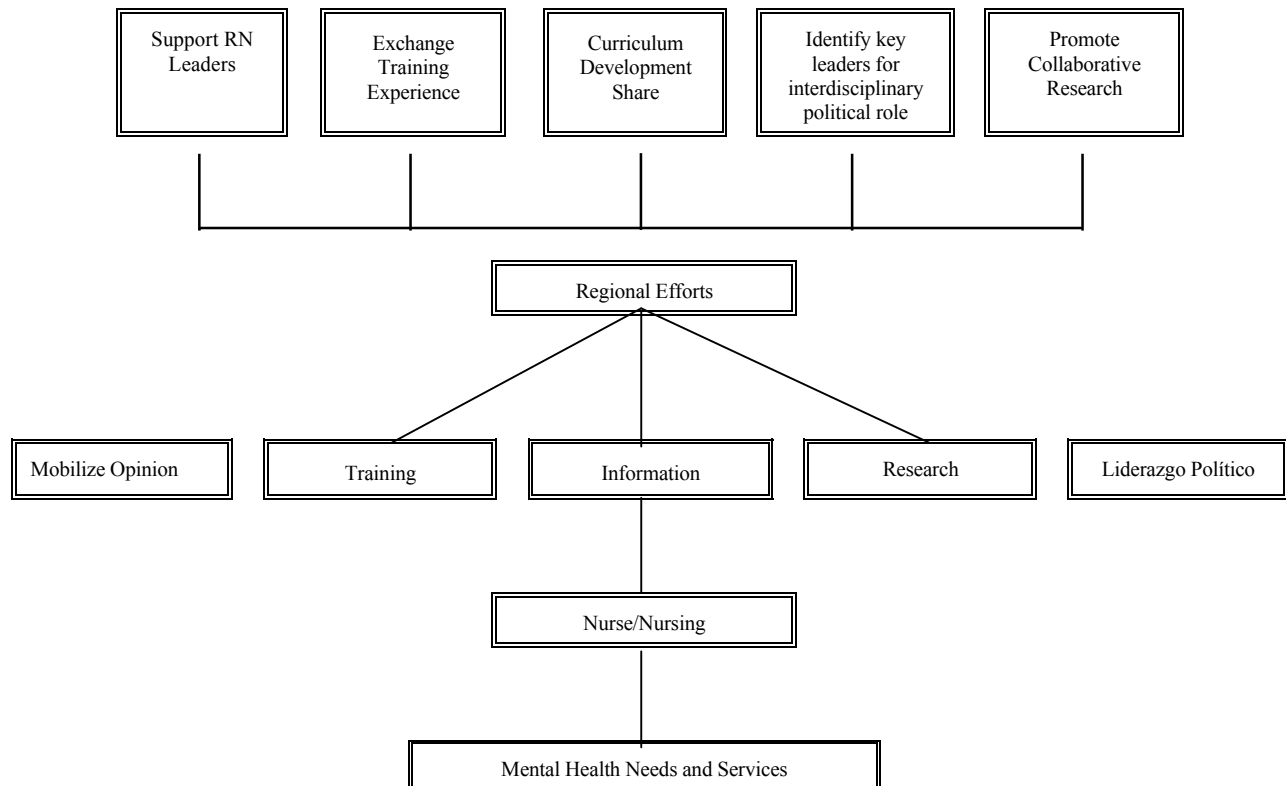 Support RN
Leaders
Exchange
Training
Experience
Curriculum
Development
Share
Identify key
leaders for
interdisciplinary
political role
Promote
Collaborative
Research
Regional Efforts
Mobilize Opinion
Training
Information
Research
Liderazgo Político
Nurse/Nursing
Mental Health Needs and Services